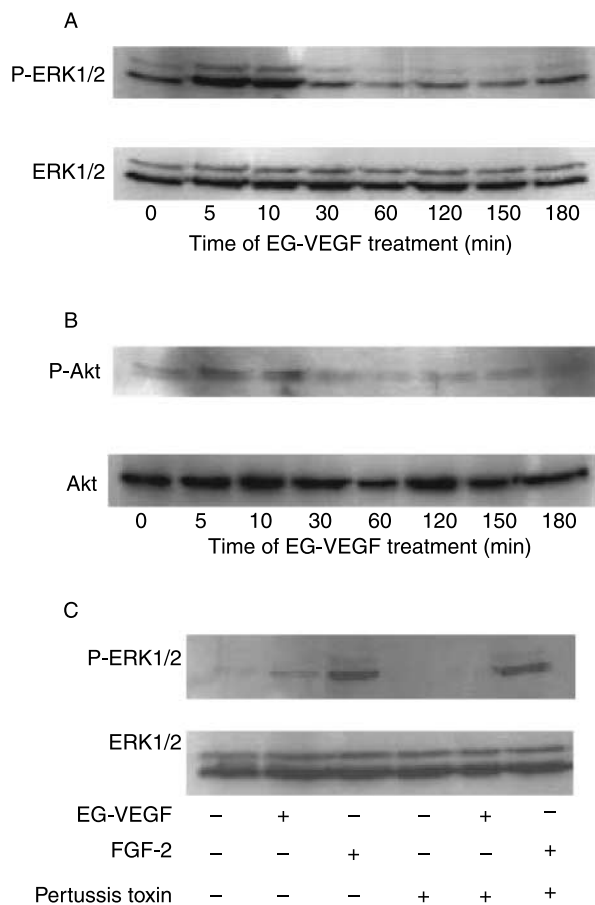 A
P-ERK1/2
ERK1/2
0 5 10 30 60 120 150 180
Time of EG-VEGF treatment (min)
B
P-Akt
Akt
0 5 10 30 60 120 150 180
Time of EG-VEGF treatment (min)
C
P-ERK1/2
ERK1/2
EG-VEGF – + – – + –
FGF-2 – – + – – +
Pertussis toxin – – – + + +